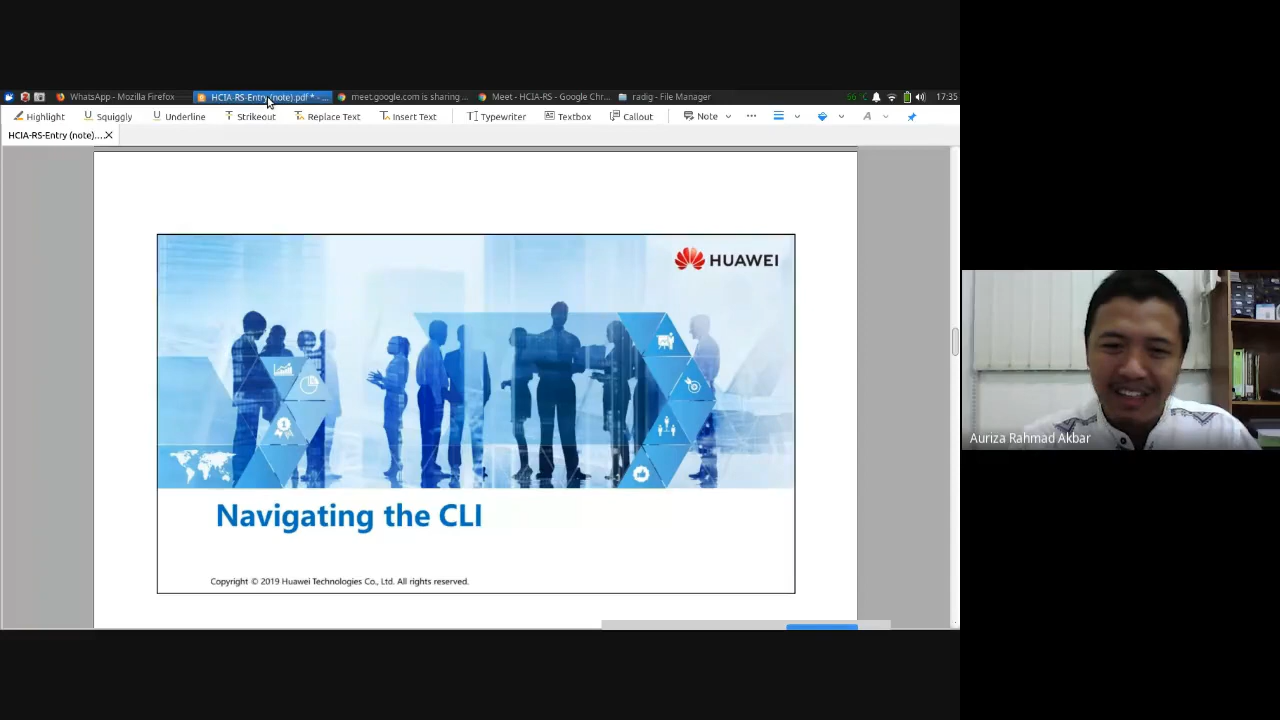 WhatsApp - Mozilla Firefox
HCIA-RS-Entry (note).pdf * - ...
meet.google.com is sharing ...
Meet - HCIA-RS - Google Chr...
radig - File Manager
56°C
17:35
Highlight
Squiggly
Underline
Strikeout
Replace Text
Insert Text
Typewriter
Textbox
Callout
Note
HCIA-RS-Entry (note)....
HUAWEI
Navigating the CLI
Copyright © 2019 Huawei Technologies Co., Ltd. All rights reserved.
Auriza Rahmad Akbar